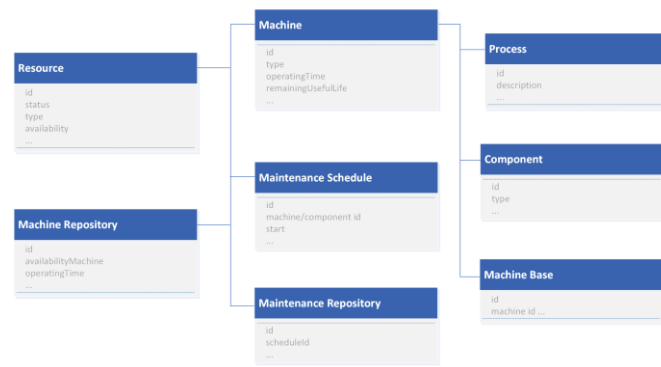 Resource
id
status
type
availability
...
Machine Repository
id
availabilityMachine
operatingTime
...
Machine
id
type
operatingTime
remainingUsefulLife
...
Maintenance Schedule
id
machine/component id
start
...
Maintenance Repository
id
scheduleId
...
Process
id
description
...
Component
id
type
...
Machine Base
id
machine id ...